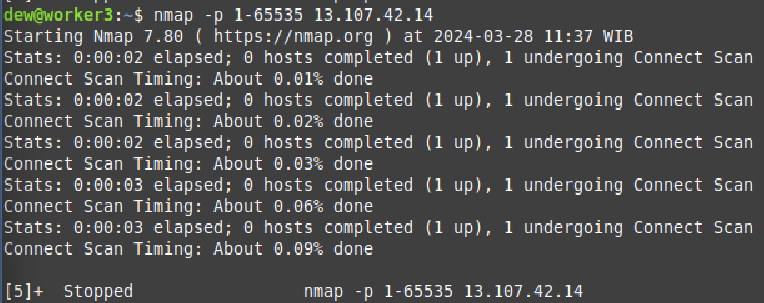 dew@worker3:~$ nmap -p 1-65535 13.107.42.14
Starting Nmap 7.80 ( https://nmap.org ) at 2024-03-28 11:37 WIB
Stats: 0:00:02 elapsed; 0 hosts completed (1 up), 1 undergoing Connect Scan
Connect Scan Timing: About 0.01% done
Stats: 0:00:02 elapsed; 0 hosts completed (1 up), 1 undergoing Connect Scan
Connect Scan Timing: About 0.02% done
Stats: 0:00:02 elapsed; 0 hosts completed (1 up), 1 undergoing Connect Scan
Connect Scan Timing: About 0.03% done
Stats: 0:00:03 elapsed; 0 hosts completed (1 up), 1 undergoing Connect Scan
Connect Scan Timing: About 0.06% done
Stats: 0:00:03 elapsed; 0 hosts completed (1 up), 1 undergoing Connect Scan
Connect Scan Timing: About 0.09% done
[5]+  Stopped                 nmap -p 1-65535 13.107.42.14